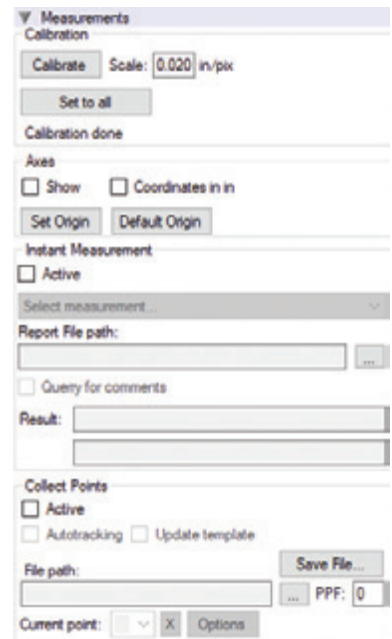 Measurements
Calibration
Calibrate Scale: 0.020 in/pix
Set to all
Calibration done
Axes
Show Coordinates in in
Set Origin Default Origin
Instant Measurement
Active
Select measurement...
Report File path:
...
Querry for comments
Result:
Collect Points
Active
Autotracking Update template
Save File...
File path:
... PPF: 0
Current point: X Options